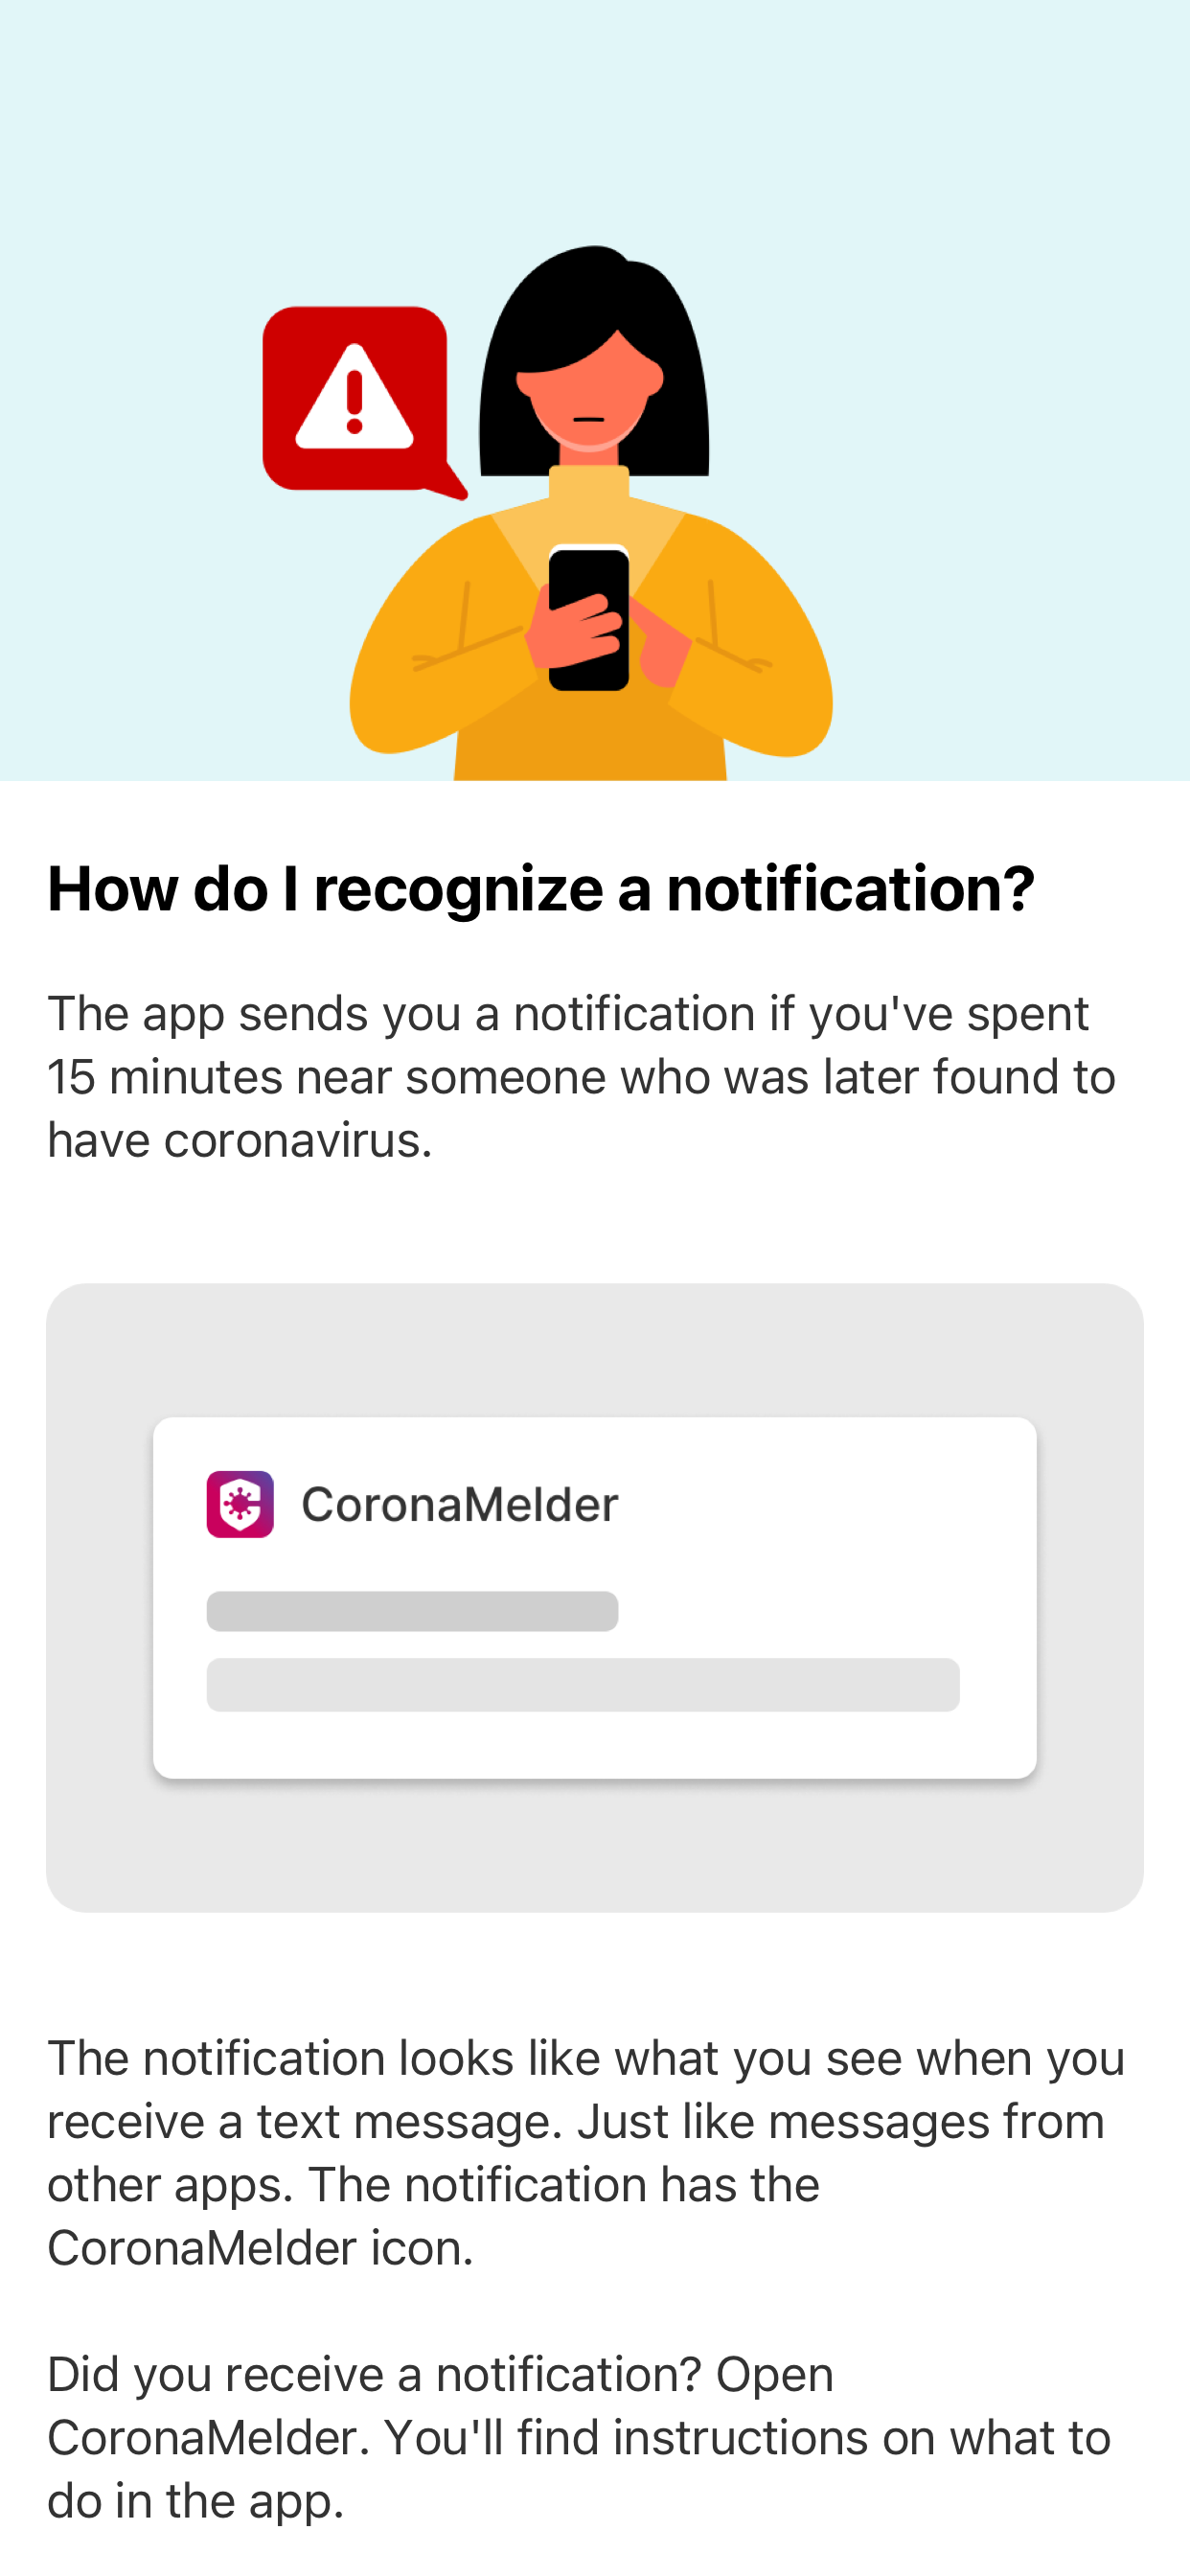 How do I recognize a notification?
The app sends you a notification if you've spent
15 minutes near someone who was later found to
have coronavirus.
CoronaMelder
The notification looks like what you see when you
receive a text message. Just like messages from
other apps. The notification has the
CoronaMelder icon.
Did you receive a notification? Open
CoronaMelder. You'll find instructions on what to
do in the app.